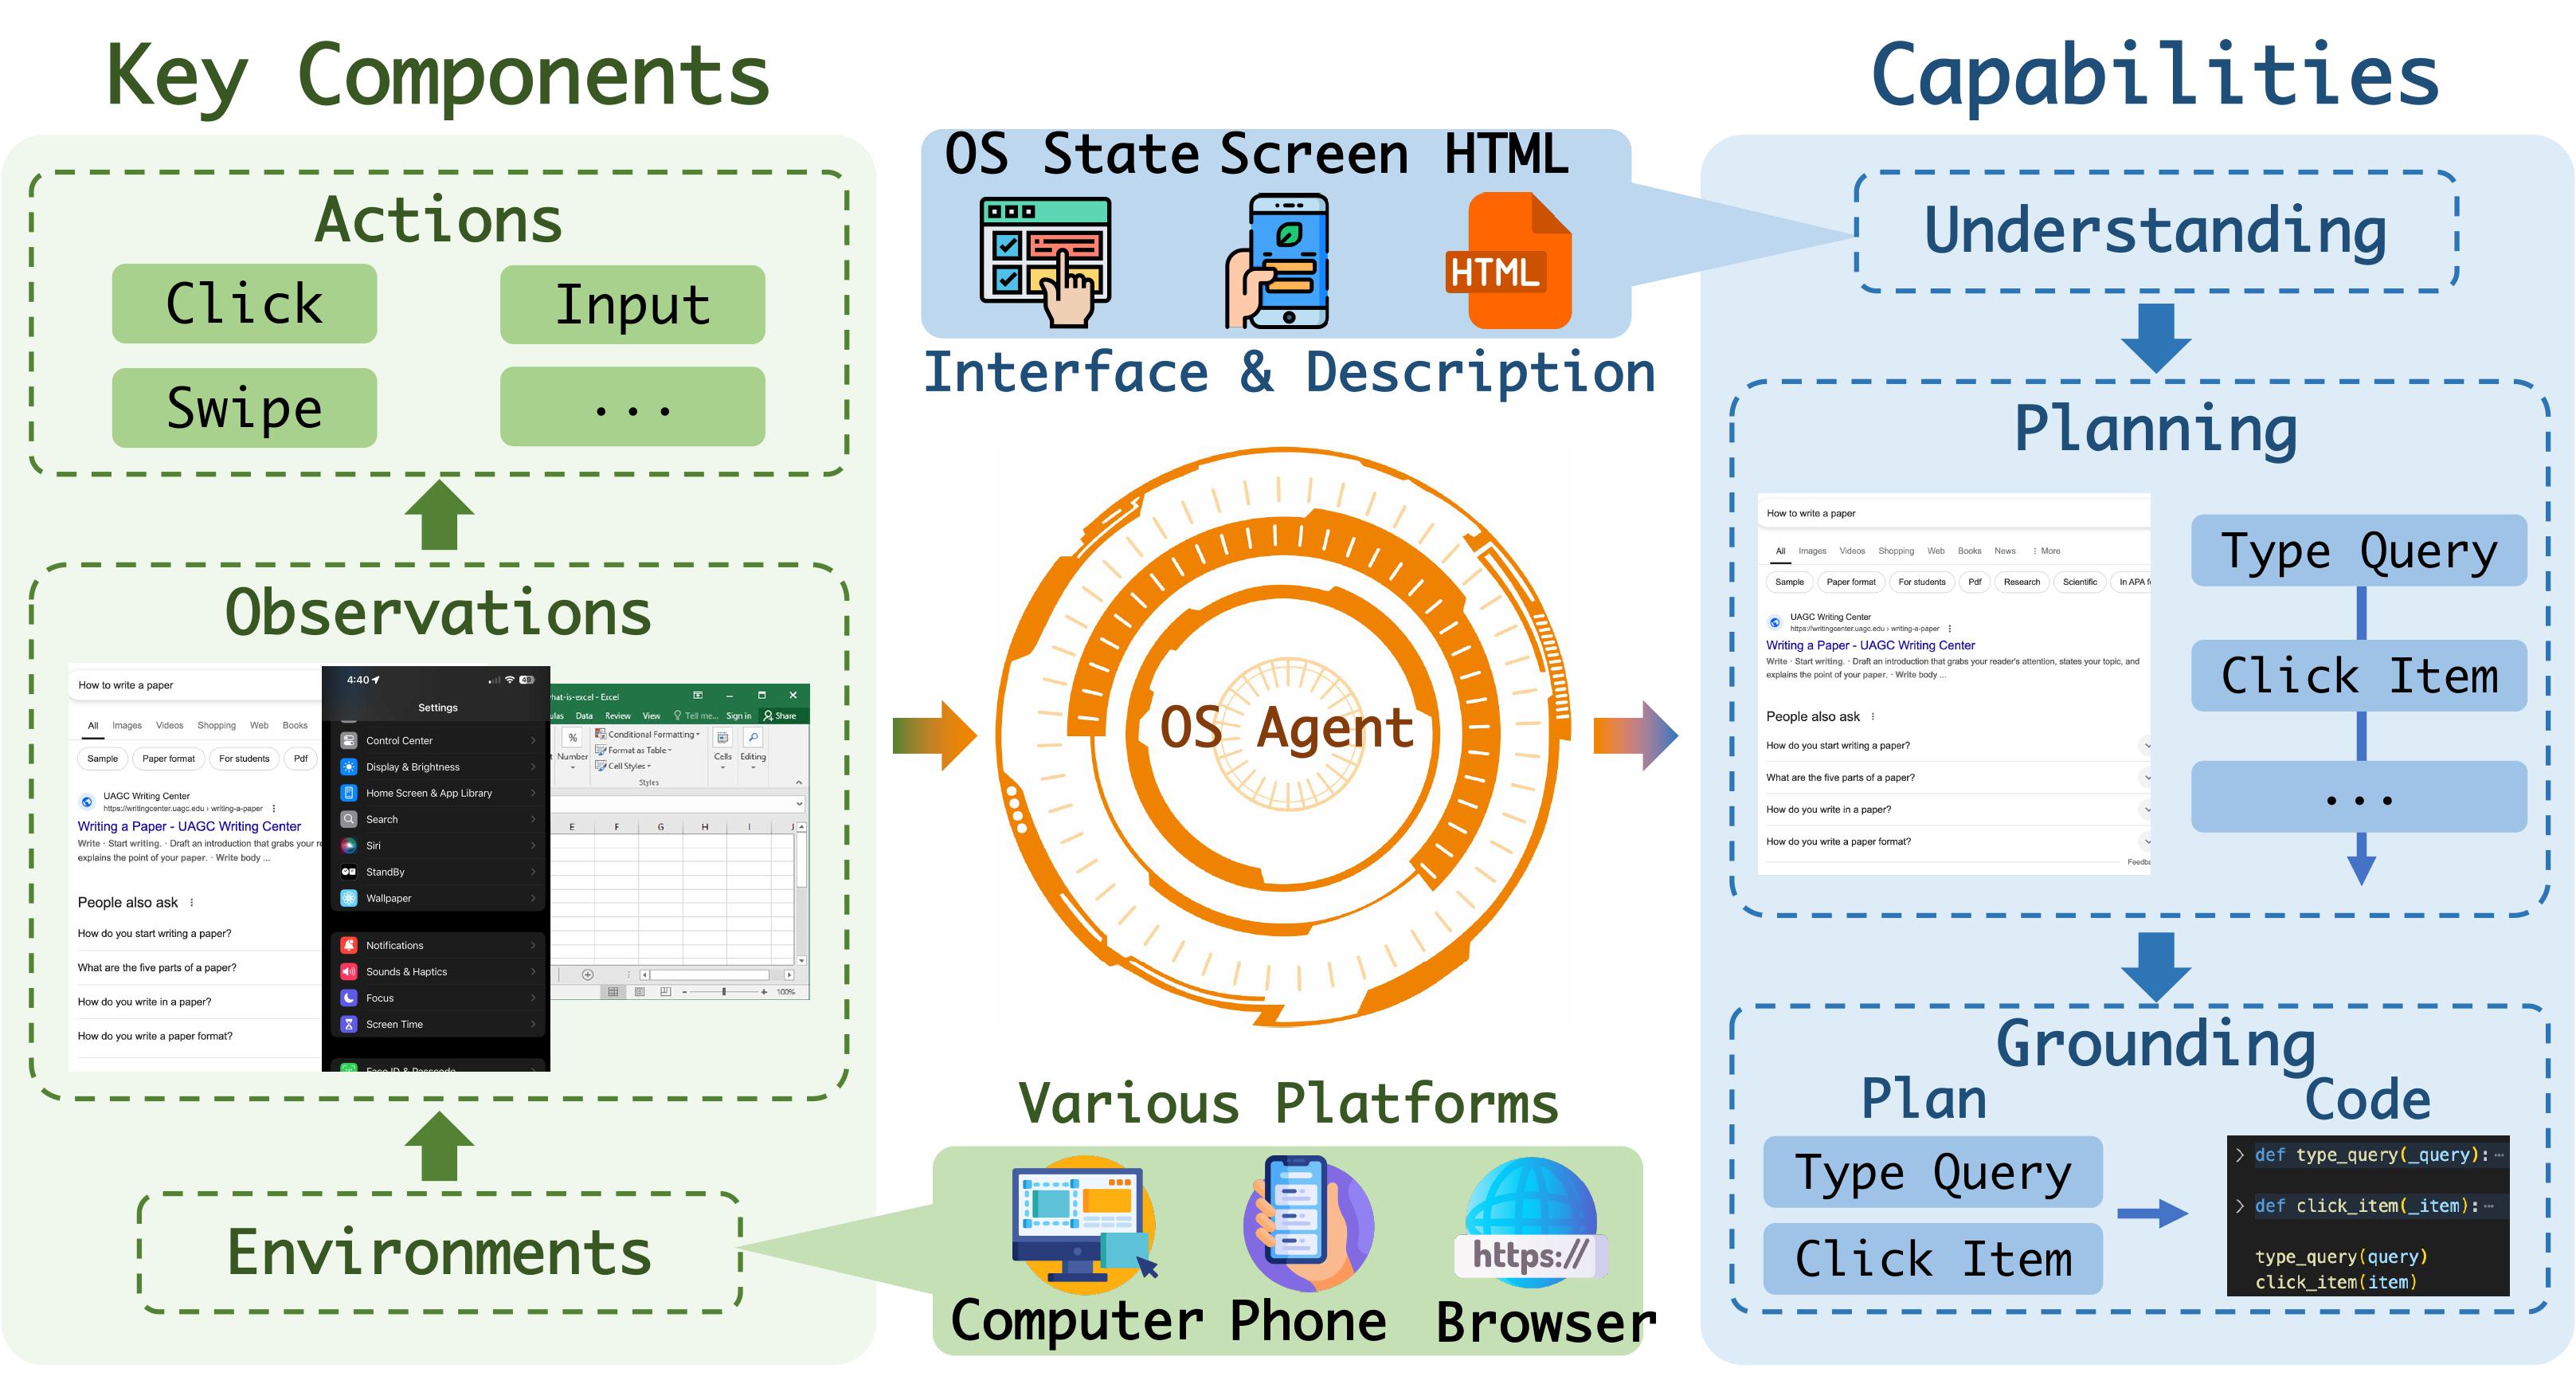 Key Components
Actions
Click
Input
Swipe
...
Observations
How to write a paper
All Images Videos Shopping Web Books
Sample Paper format For students Pdf
UAGC Writing Center
https://writingcenter.uagc.edu › writing-a-paper
Writing a Paper - UAGC Writing Center
Write · Start writing. · Draft an introduction that grabs your
explains the point of your paper. · Write body ...
People also ask
How do you start writing a paper?
What are the five parts of a paper?
How do you write in a paper?
How do you write a paper format?
4:40
49
Settings
Control Center
Display & Brightness
Home Screen & App Library
Search
Siri
StandBy
Wallpaper
Notifications
Sounds & Haptics
Focus
Screen Time
Face ID & Passcode
hat-is-excel - Excel
ulas Data Review View Tell me... Sign in Share
%
Number
Conditional Formatting
Format as Table
Cell Styles
Styles
Cells
Editing
E F G H I J
100%
Environments
OS State Screen HTML
HTML
Interface & Description
OS Agent
Various Platforms
https://
Computer Phone Browser
Capabilities
Understanding
Planning
How to write a paper
All Images Videos Shopping Web Books News More
Sample Paper format For students Pdf Research Scientific In APA f
UAGC Writing Center
https://writingcenter.uagc.edu › writing-a-paper
Writing a Paper - UAGC Writing Center
Write · Start writing. · Draft an introduction that grabs your reader's attention, states your topic, and
explains the point of your paper. · Write body ...
People also ask
How do you start writing a paper?
What are the five parts of a paper?
How do you write in a paper?
How do you write a paper format?
Feedba
Type Query
Click Item
...
Grounding
Plan
Type Query
Click Item
Code
> def type_query(_query):···
> def click_item(_item):···
type_query(query)
click_item(item)